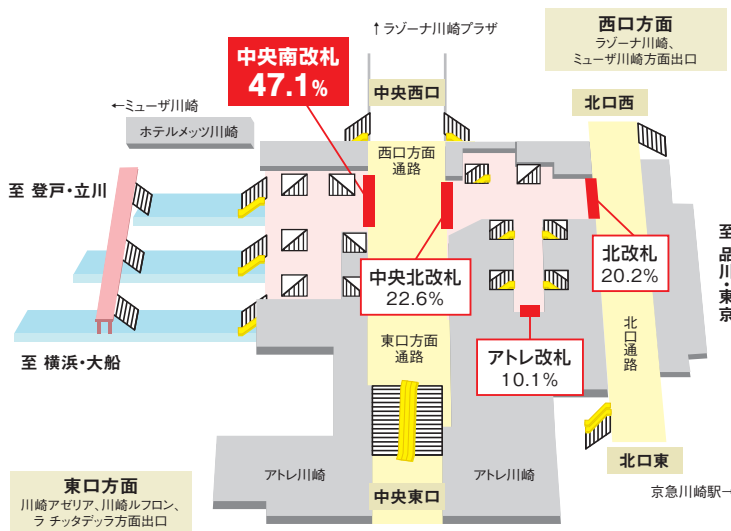 ↑ラゾーナ川崎プラザ
西口方面
ラゾーナ川崎、
ミューザ川崎方面出口
中央南改札
47.1%
中央西口
北口西
←ミューザ川崎
ホテルメッツ川崎
西口方面
通路
至 登戸・立川
至 品川・東京
中央北改札
22.6%
北改札
20.2%
東口方面
通路
北口通路
至 横浜・大船
アトレ改札
10.1%
アトレ川崎
アトレ川崎
北口東
東口方面
川崎アゼリア、川崎ルフロン、
ラ チッタデッラ方面出口
中央東口
京急川崎駅→